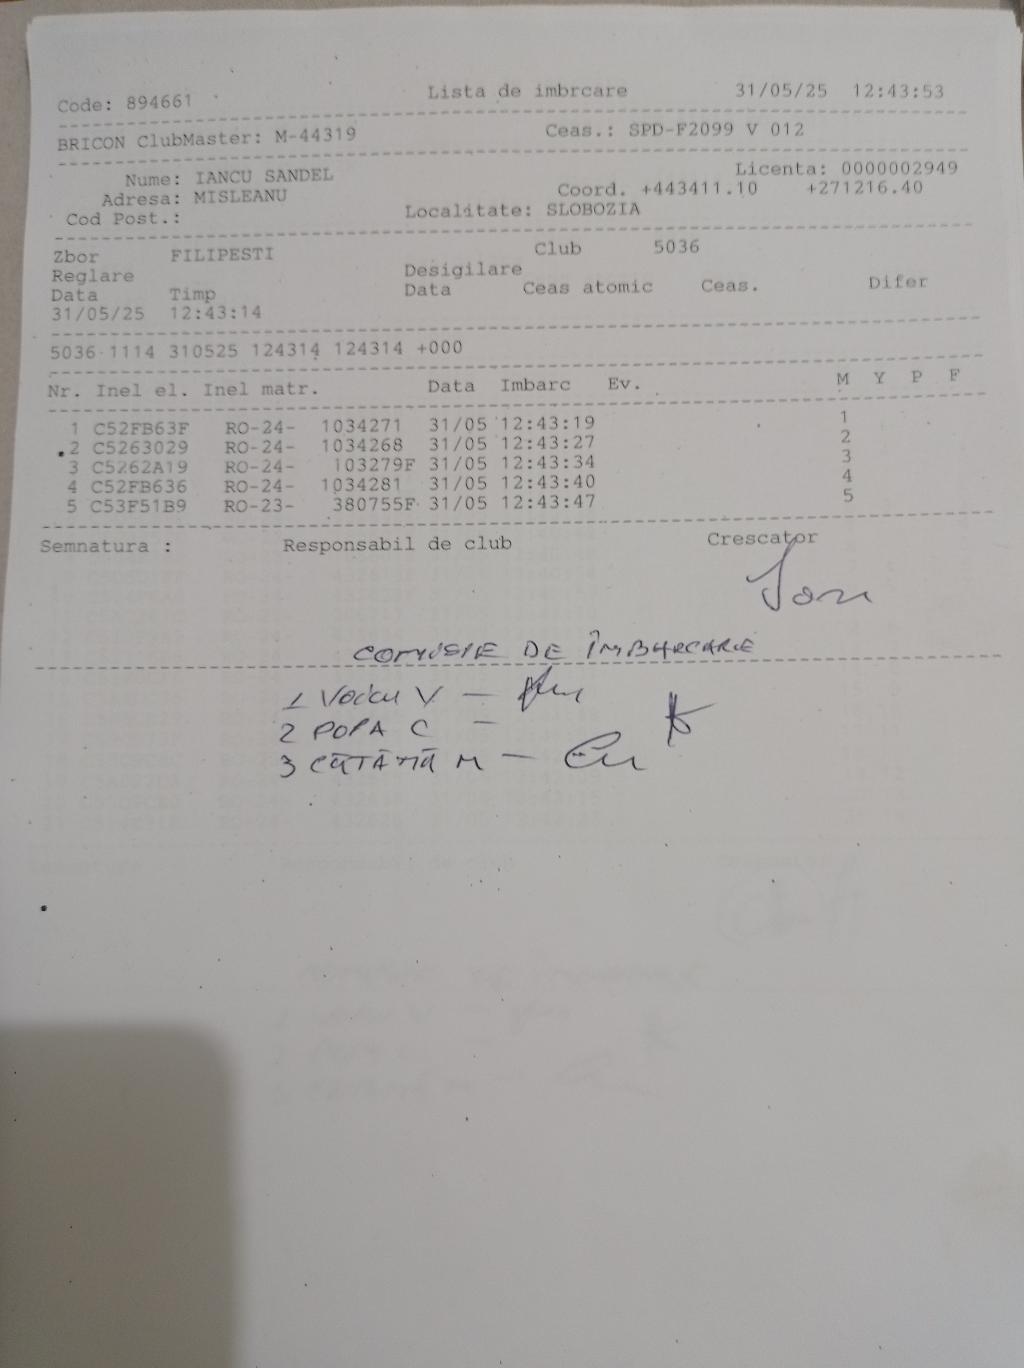 Code: 894661 Lista de imbrcare 31/05/25 12:43:53
BRICON ClubMaster: M-44319 Ceas.: SPD-F2099 V 012
Nume: IANCU SANDEL Licenta: 0000002949
Adresa: MISLEANU Coord. +443411.10 +271216.40
Cod Post.: Localitate: SLOBOZIA
Zbor FILIPESTI Club 5036
Reglare Desigilare
Data Timp Data Ceas atomic Ceas. Difer
31/05/25 12:43:14
5036 1114 310525 124314 124314 +000
Nr. Inel el. Inel matr. Data Imbarc Ev. M Y P F
1 C52FB63F RO-24- 1034271 31/05 12:43:19 1
2 C5263029 RO-24- 1034268 31/05 12:43:27 2
3 C5262A19 RO-24- 103279F 31/05 12:43:34 3
4 C52FB636 RO-24- 1034281 31/05 12:43:40 4
5 C53F51B9 RO-23- 380755F 31/05 12:43:47 5
Semnatura : Responsabil de club Crescator
COMISIE DE ÎMBARCARE
1 VOICU V -
2 POPA C -
3 CĂTĂNĂ M -